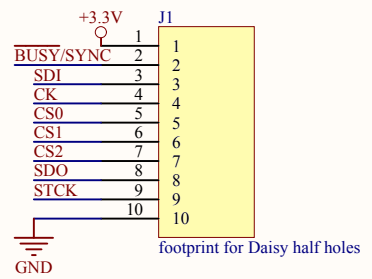 +3.3V J1
1 1
BUSY/SYNC 2 2
SDI 3 3
CK 4 4
CS0 5 5
CS1 6 6
CS2 7 7
SDO 8 8
STCK 9 9
10 10
GND
footprint for Daisy half holes